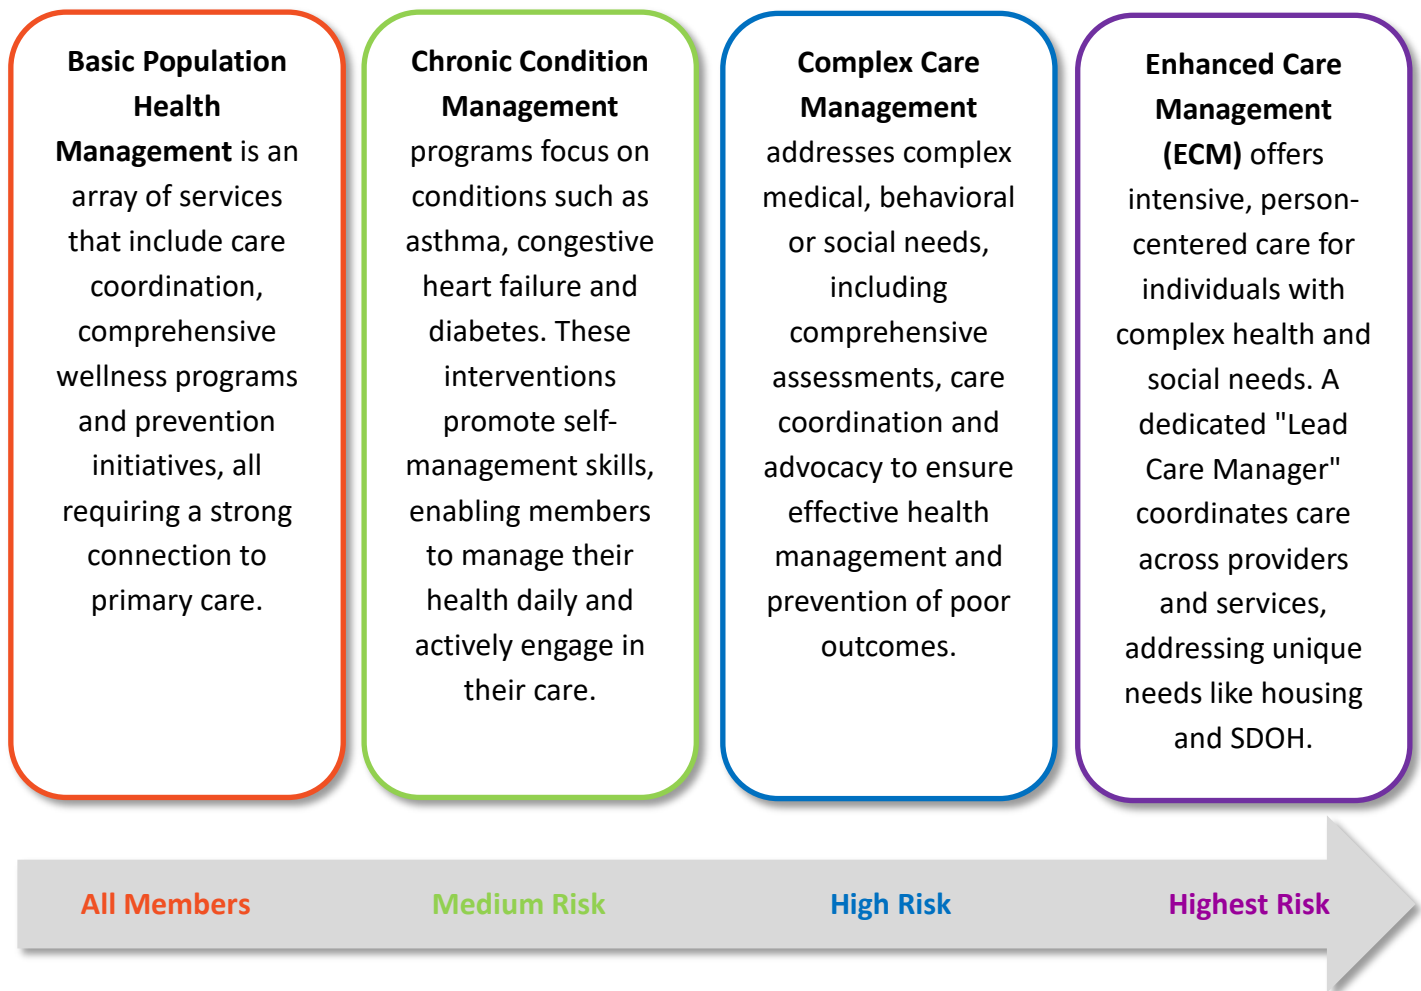 Basic Population
Health
Management is an
array of services
that include care
coordination,
comprehensive
wellness programs
and prevention
initiatives, all
requiring a strong
connection to
primary care.
Chronic Condition
Management
programs focus on
conditions such as
asthma, congestive
heart failure and
diabetes. These
interventions
promote self-
management skills,
enabling members
to manage their
health daily and
actively engage in
their care.
Complex Care
Management
addresses complex
medical, behavioral
or social needs,
including
comprehensive
assessments, care
coordination and
advocacy to ensure
effective health
management and
prevention of poor
outcomes.
Enhanced Care
Management
(ECM) offers
intensive, person-
centered care for
individuals with
complex health and
social needs. A
dedicated "Lead
Care Manager"
coordinates care
across providers
and services,
addressing unique
needs like housing
and SDOH.
All Members
Medium Risk
High Risk
Highest Risk